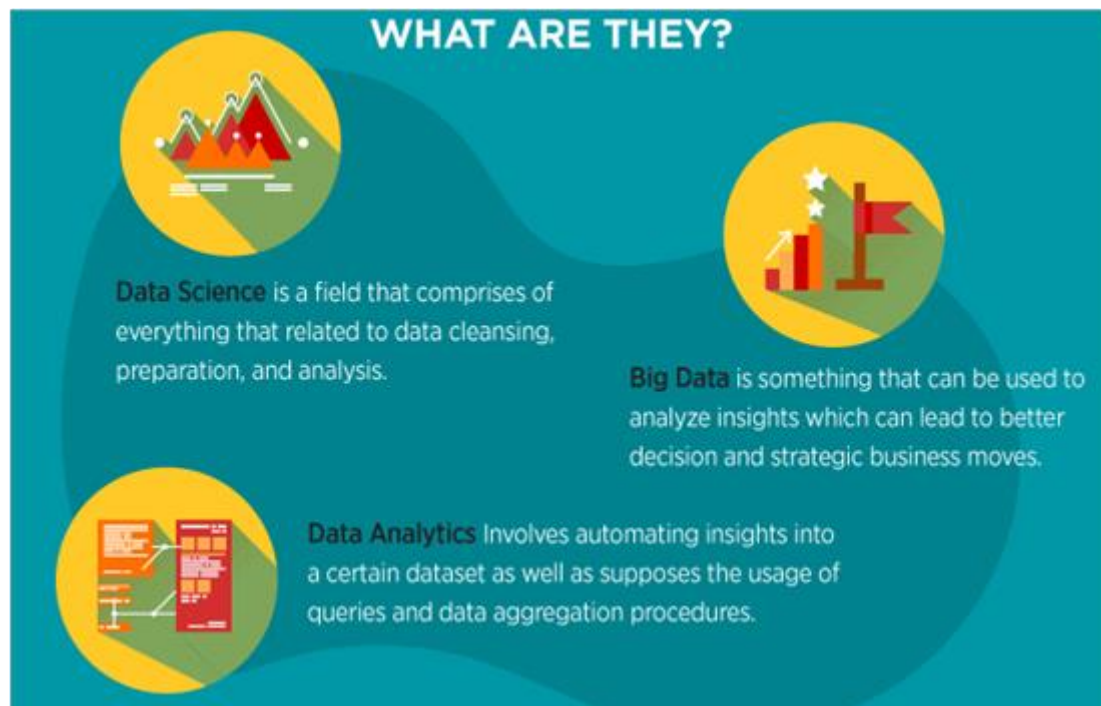 WHAT ARE THEY?
Data Science is a field that comprises of
everything that related to data cleansing,
preparation, and analysis.
Big Data is something that can be used to
analyze insights which can lead to better
decision and strategic business moves.
Data Analytics Involves automating insights into
a certain dataset as well as supposes the usage of
queries and data aggregation procedures.